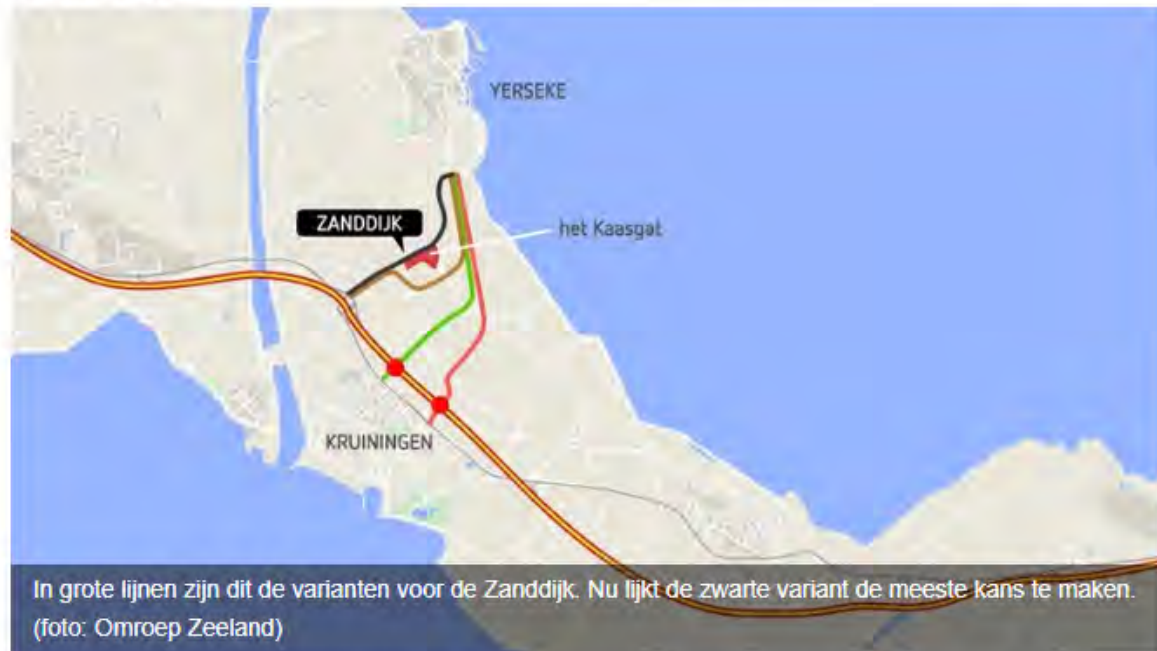 YERSEKE
ZANDDIJK
het Kaasgat
KRUININGEN
In grote lijnen zijn dit de varianten voor de Zanddijk. Nu lijkt de zwarte variant de meeste kans te maken.
(foto: Omroep Zeeland)